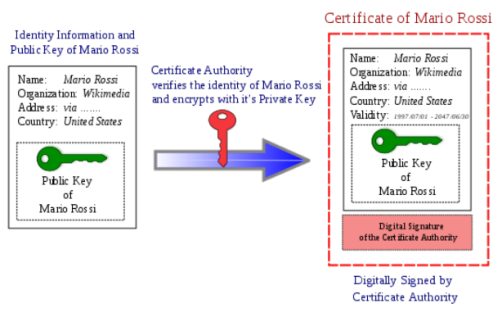 Identity Information and
Public Key of Mario Rossi
Name: Mario Rossi
Organization: Wikimedia
Address: via .......
Country: United States
Public Key
of
Mario Rossi
Certificate Authority
verifies the identity of Mario Rossi
and encrypts with it's Private Key
Certificate of Mario Rossi
Name: Mario Rossi
Organization: Wikimedia
Address: via .......
Country: United States
Validity: 1997/07/01 - 2047/06/30
Public Key
of
Mario Rossi
Digital Signature
of the Certificate Authority
Digitally Signed by
Certificate Authority